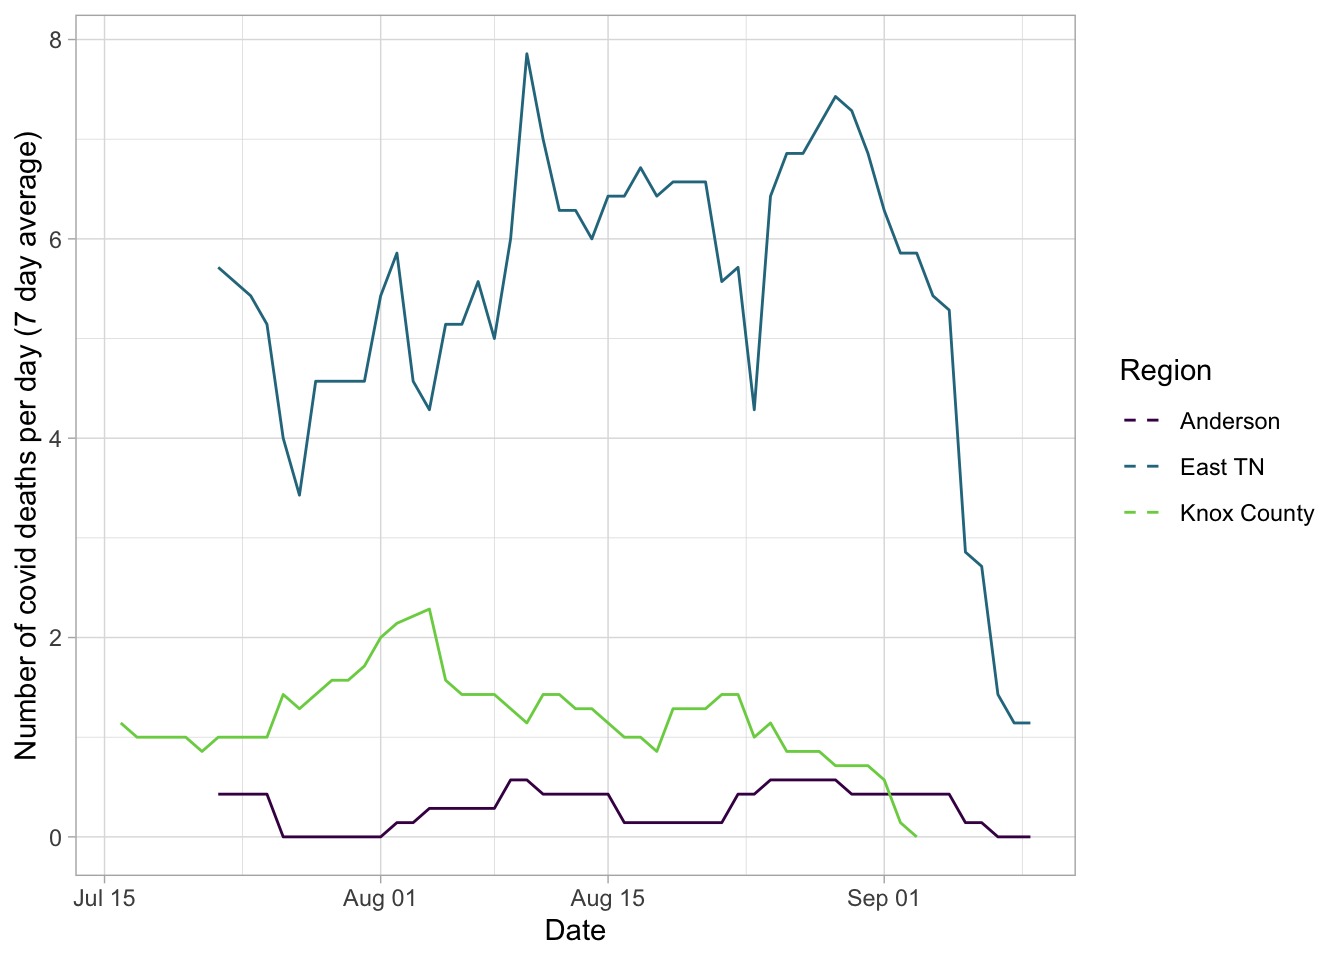 Number of covid deaths per day (7 day average)
8
6
4
2
0
Jul 15
Aug 01
Aug 15
Sep 01
Date
Region
Anderson
East TN
Knox County